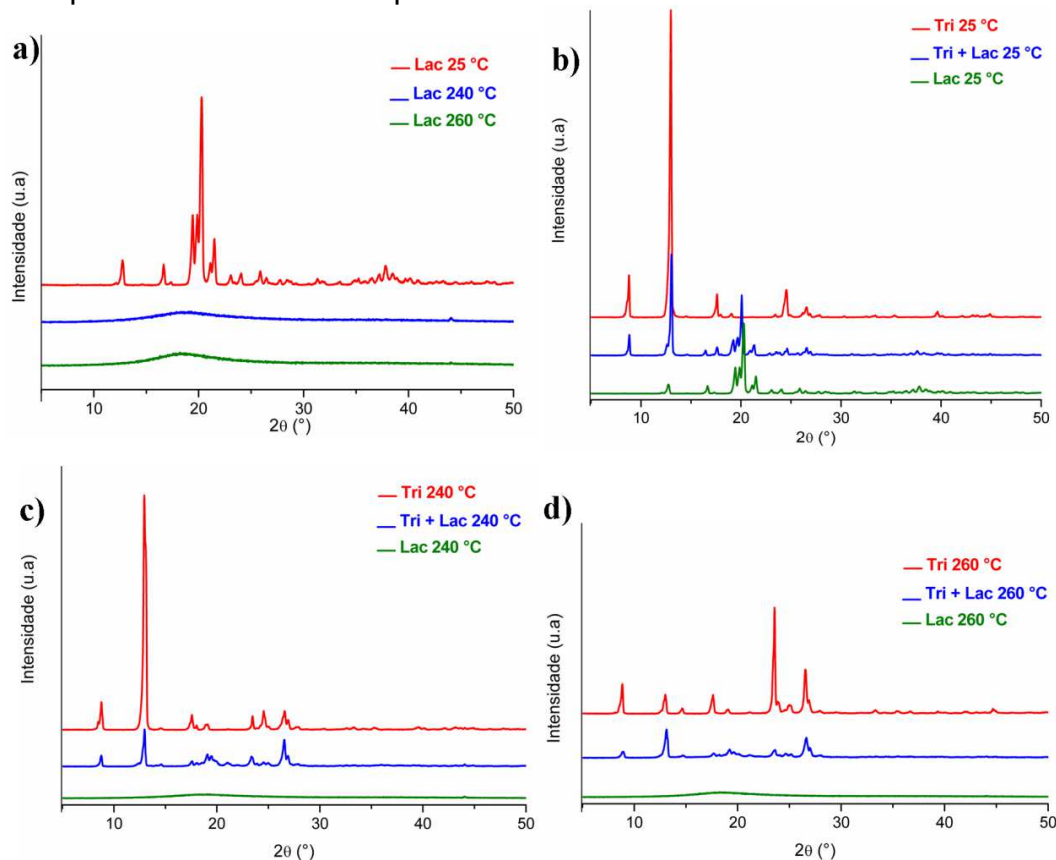 a)
Lac 25 °C
Lac 240 °C
Lac 260 °C
Intensidade (u.a)
10 20 30 40 50
2θ (°)
b)
Tri 25 °C
Tri + Lac 25 °C
Lac 25 °C
Intensidade (u.a)
10 20 30 40 50
2θ (°)
c)
Tri 240 °C
Tri + Lac 240 °C
Lac 240 °C
Intensidade (u.a)
10 20 30 40 50
2θ (°)
d)
Tri 260 °C
Tri + Lac 260 °C
Lac 260 °C
Intensidade (u.a)
10 20 30 40 50
2θ (°)